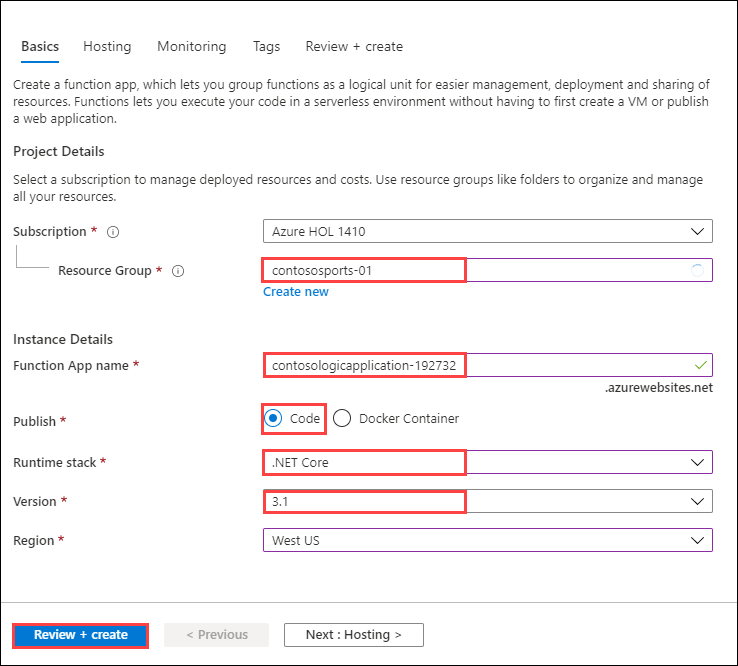 Basics Hosting Monitoring Tags Review + create
Create a function app, which lets you group functions as a logical unit for easier management, deployment and sharing of
resources. Functions lets you execute your code in a serverless environment without having to first create a VM or publish
a web application.
Project Details
Select a subscription to manage deployed resources and costs. Use resource groups like folders to organize and manage
all your resources.
Subscription * Azure HOL 1410
Resource Group * contososports-01
Create new
Instance Details
Function App name * contosologicapplication-192732
.azurewebsites.net
Publish * Code Docker Container
Runtime stack * .NET Core
Version * 3.1
Region * West US
Review + create < Previous Next : Hosting >